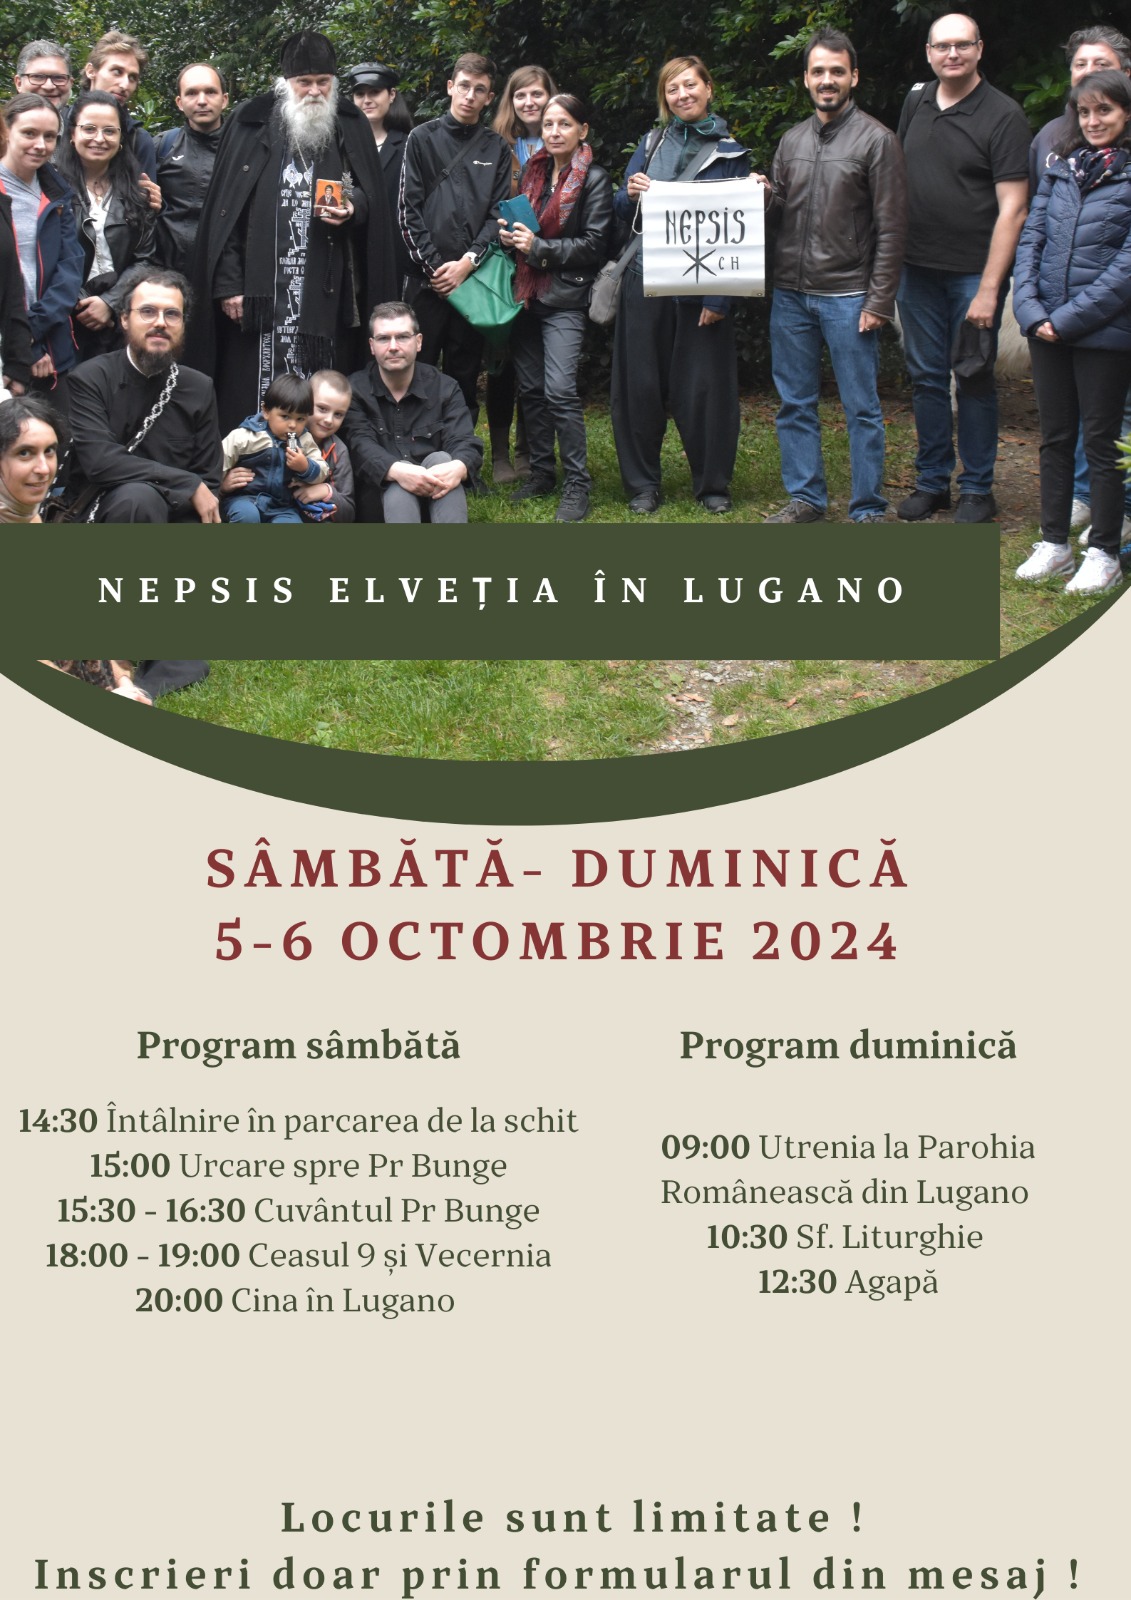 NEPSIS
CH
NEPSIS ELVEȚIA ÎN LUGANO
SÂMBĂTĂ- DUMINICĂ
5-6 OCTOMBRIE 2024
Program sâmbătă
14:30 Întâlnire în parcarea de la schit
15:00 Urcare spre Pr Bunge
15:30 - 16:30 Cuvântul Pr Bunge
18:00 - 19:00 Ceasul 9 și Vecernia
20:00 Cina în Lugano
Program duminică
09:00 Utrenia la Parohia
Românească din Lugano
10:30 Sf. Liturghie
12:30 Agapă
Locurile sunt limitate !
Inscrieri doar prin formularul din mesaj !